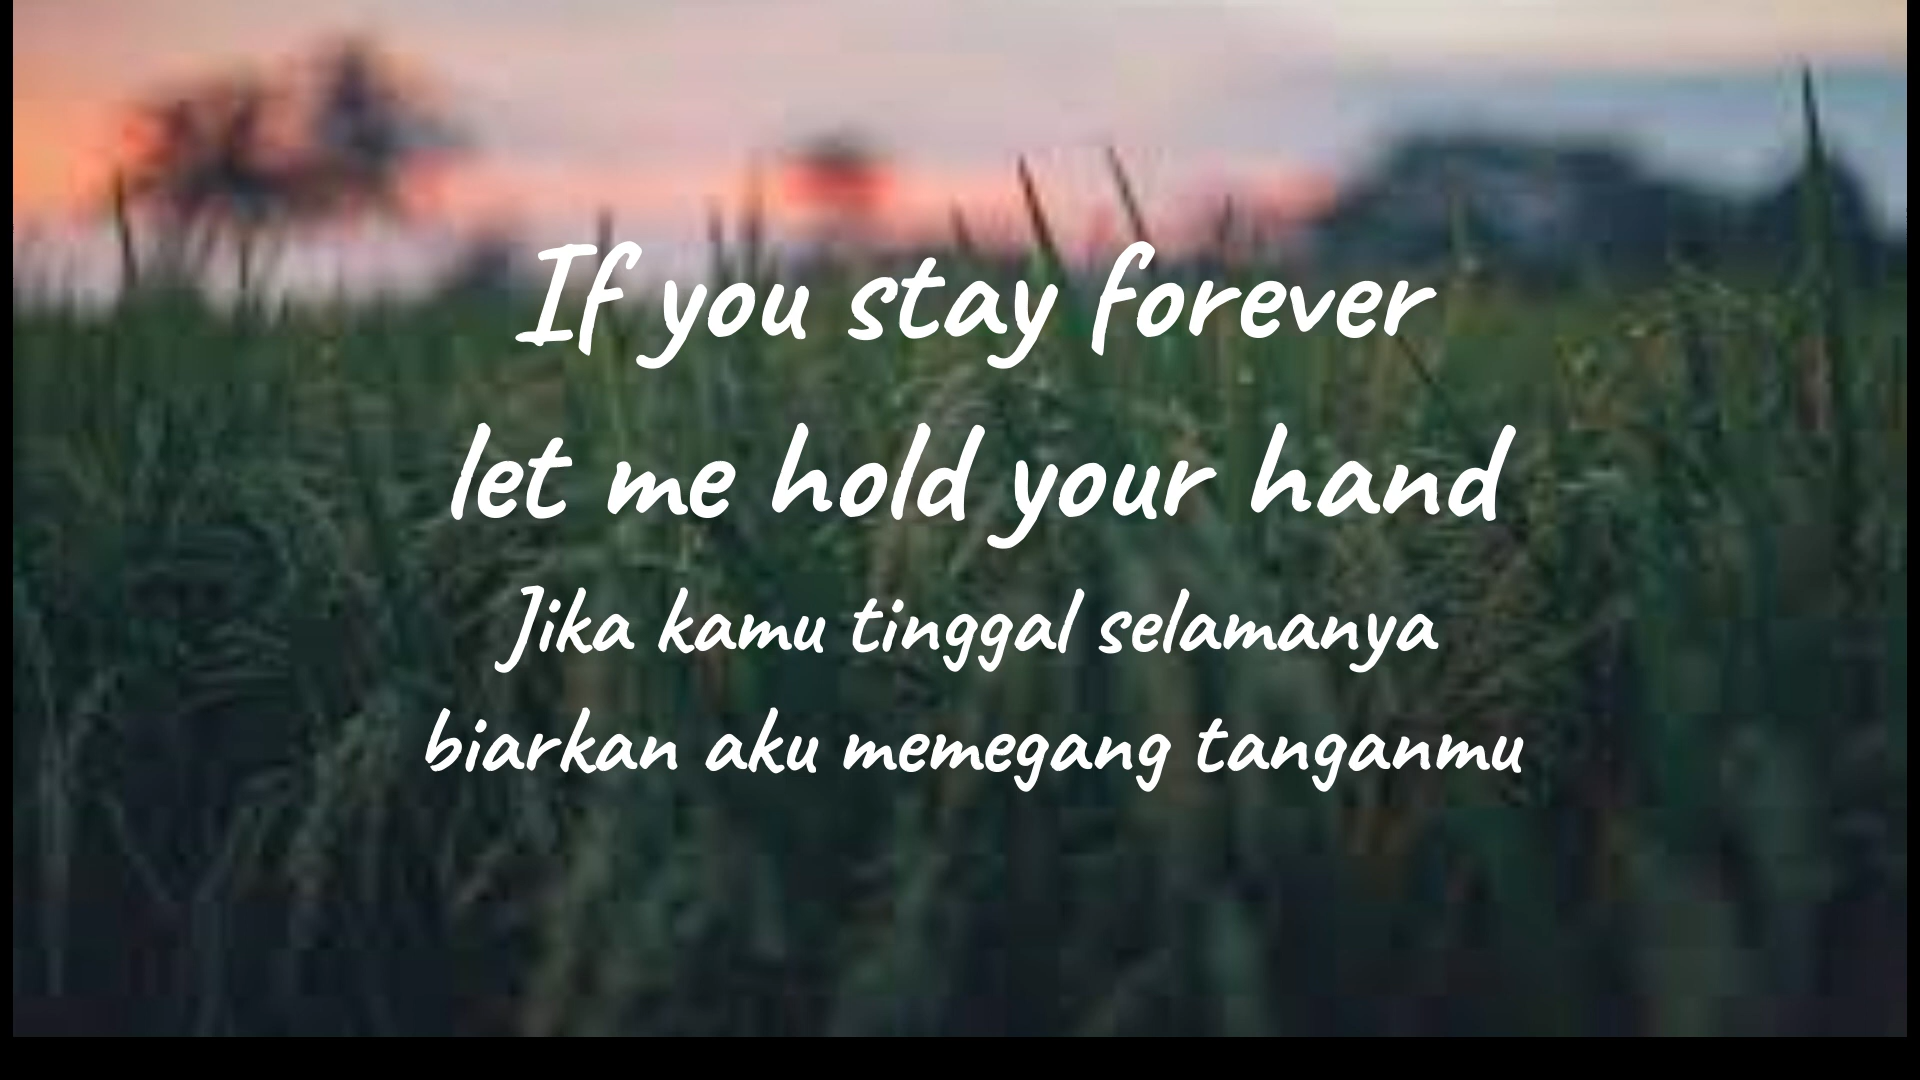 If you stay forever
let me hold your hand
Jika kamu tinggal selamanya
biarkan aku memegang tanganmu